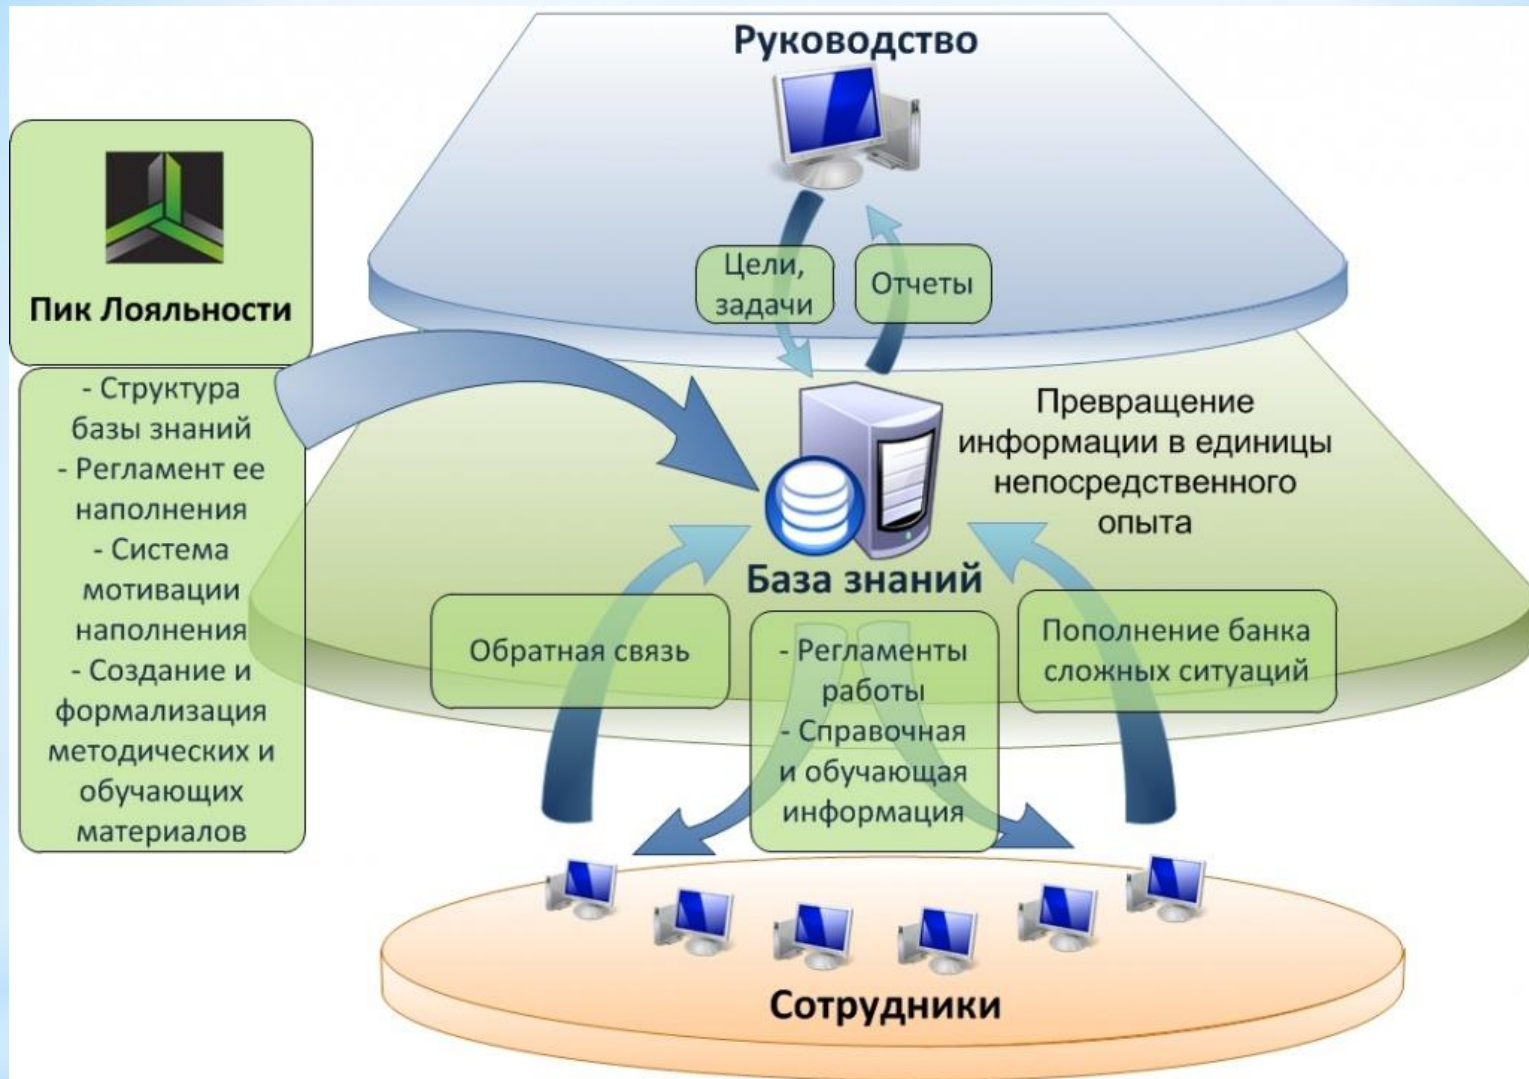 Руководство
Цели,
задачи
Отчеты
Пик Лояльности
- Структура
базы знаний
- Регламент ее
наполнения
- Система
мотивации
наполнения
- Создание и
формализация
методических и
обучающих
материалов
Превращение
информации в единицы
непосредственного
опыта
База знаний
Обратная связь
- Регламенты
работы
- Справочная
и обучающая
информация
Пополнение банка
сложных ситуаций
Сотрудники